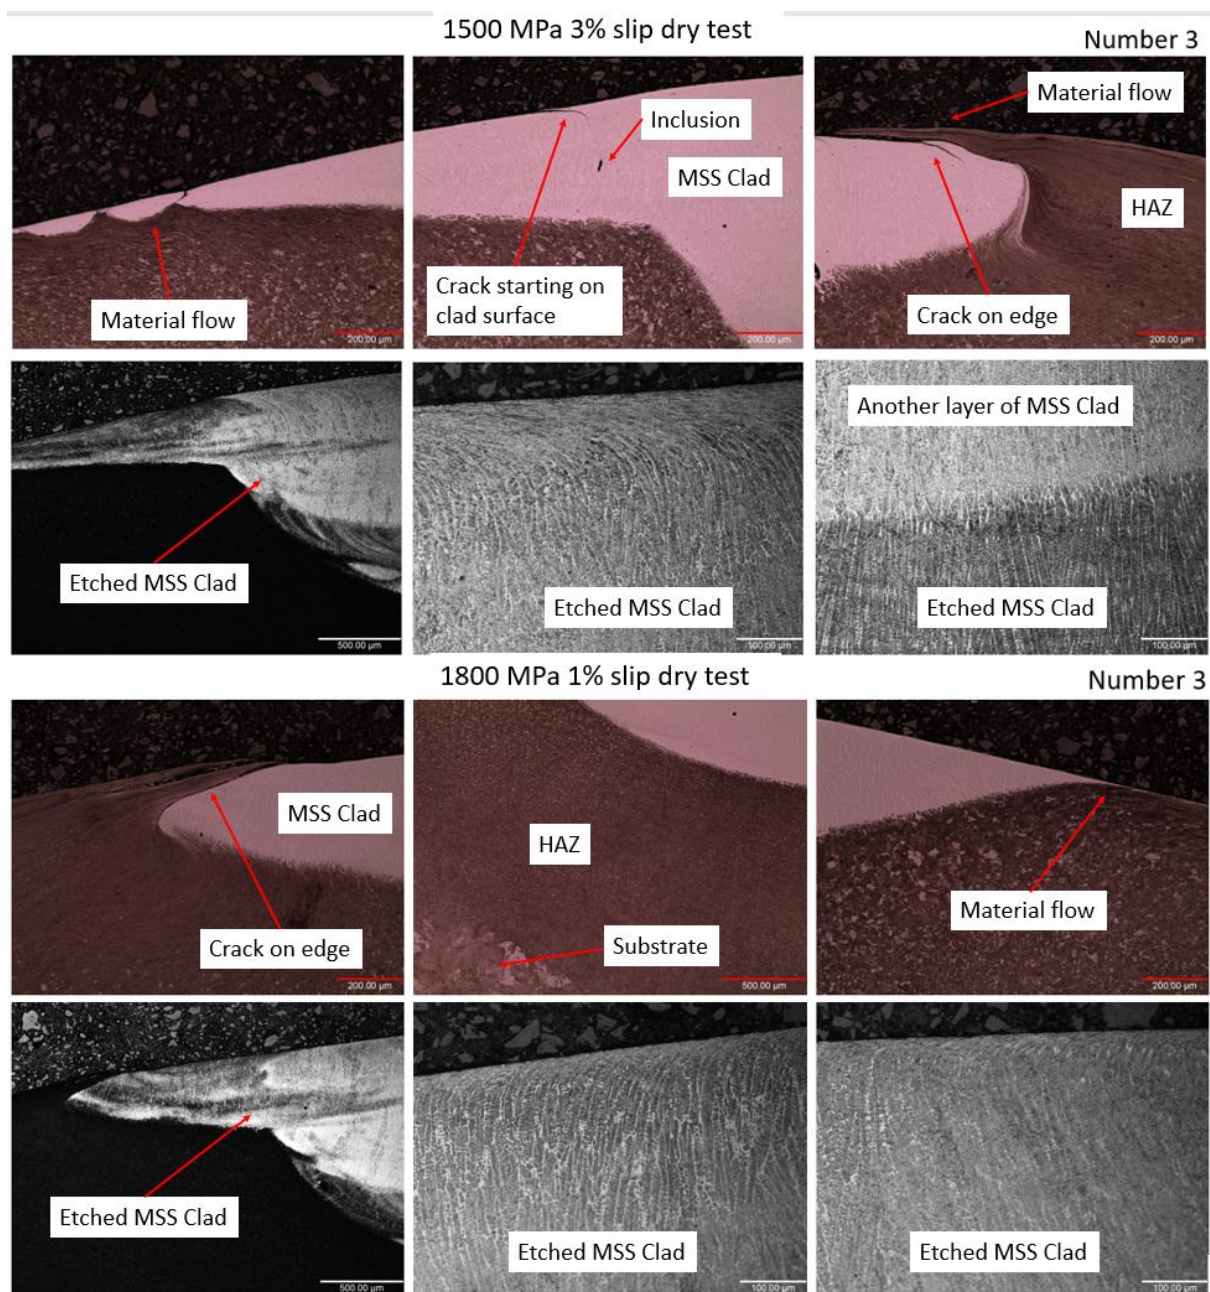 1500 MPa 3% slip dry test
Number 3
Material flow
Inclusion
MSS Clad
Crack starting on
clad surface
Material flow
HAZ
Crack on edge
200.00 µm
200.00 µm
200.00 µm
Etched MSS Clad
500.00 µm
Etched MSS Clad
100.00 µm
Another layer of MSS Clad
Etched MSS Clad
100.00 µm
1800 MPa 1% slip dry test
Number 3
MSS Clad
Crack on edge
200.00 µm
HAZ
Substrate
500.00 µm
Material flow
200.00 µm
Etched MSS Clad
500.00 µm
Etched MSS Clad
100.00 µm
Etched MSS Clad
100.00 µm